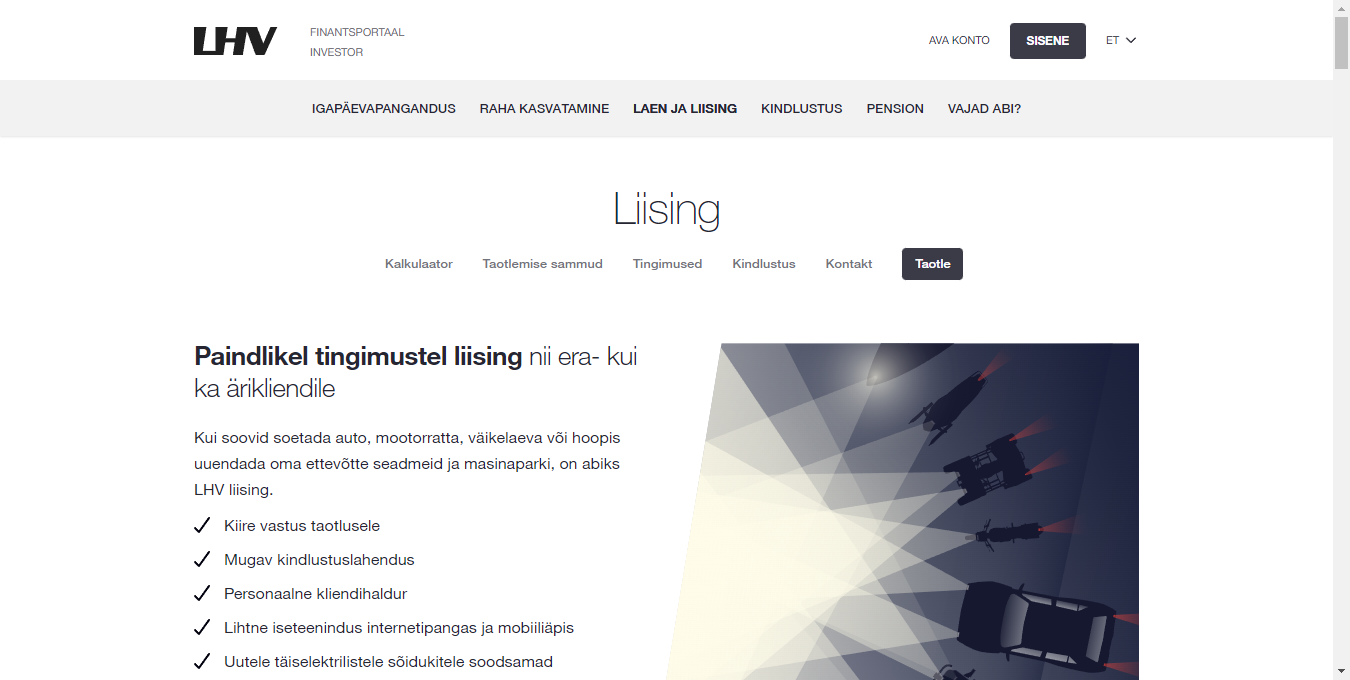 LHV
FINANTSPORTAAL
INVESTOR
AVA KONTO
SISENE
ET
IGAPÄEVAPANGANDUS
RAHA KASVATAMINE
LAEN JA LIISING
KINDLUSTUS
PENSION
VAJAD ABI?
Liising
Kalkulaator
Taotlemise sammud
Tingimused
Kindlustus
Kontakt
Taotle
Paindlikel tingimustel liising nii era- kui
ka ärikliendile
Kui soovid soetada auto, mootorratta, väikelaeva või hoopis
uuendada oma ettevõtte seadmeid ja masinaparki, on abiks
LHV liising.
Kiire vastus taotlusele
Mugav kindlustuslahendus
Personaalne kliendihaldur
Lihtne iseteenindus internetipangas ja mobiiliäpis
Uutele täiselektrilistele sõidukitele soodsamad